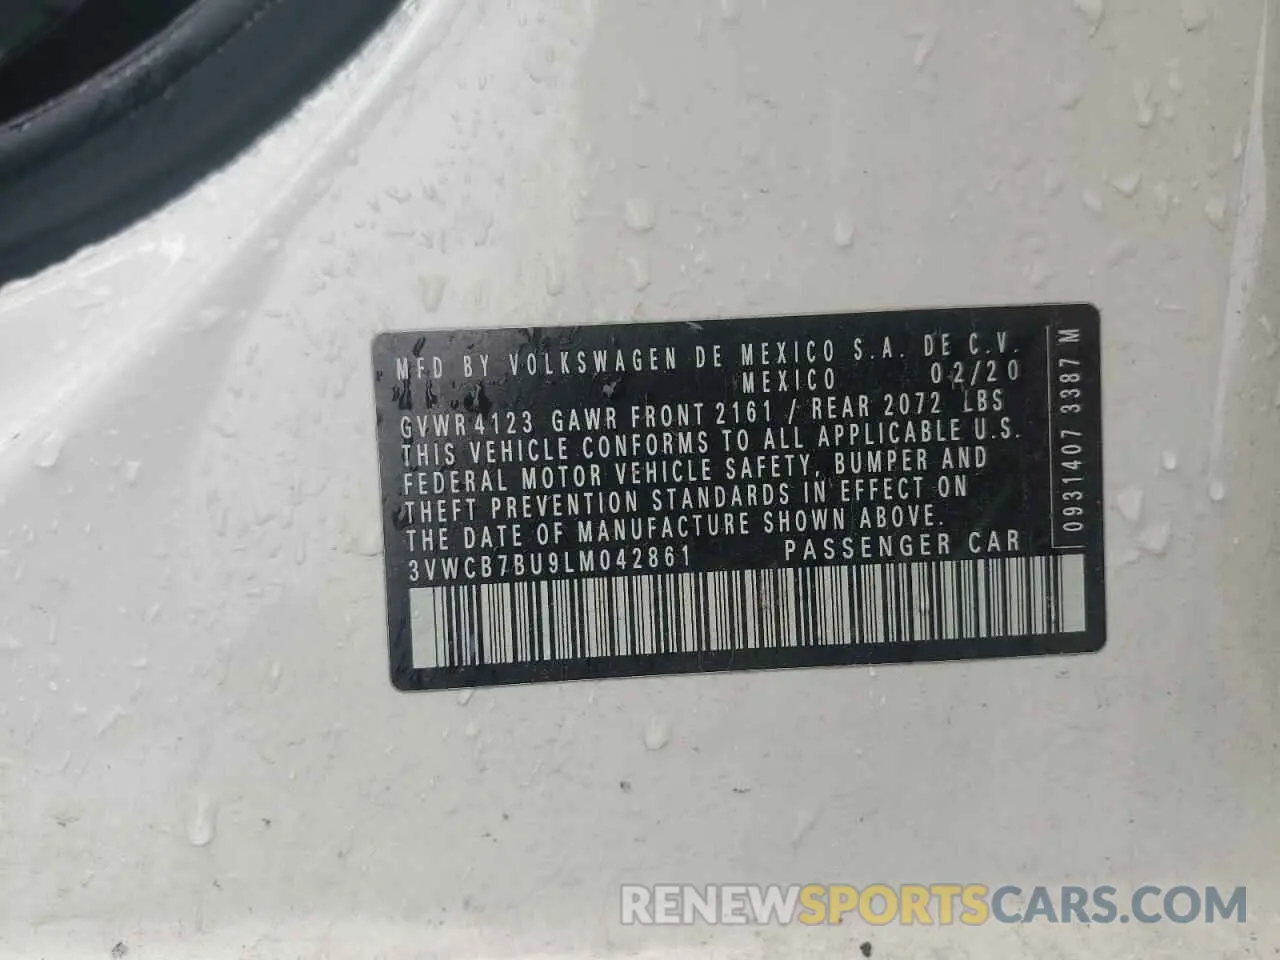 MFD BY VOLKSWAGEN DE MEXICO S.A. DE C.V.
MEXICO 02/20
GVWR 4123 GAWR FRONT 2161 / REAR 2072 LBS
THIS VEHICLE CONFORMS TO ALL APPLICABLE U.S.
FEDERAL MOTOR VEHICLE SAFETY, BUMPER AND
THEFT PREVENTION STANDARDS IN EFFECT ON
THE DATE OF MANUFACTURE SHOWN ABOVE.
3VWCB7BU9LM042861 PASSENGER CAR
0931407 3387 M
RENEWSPORTSCARS.COM